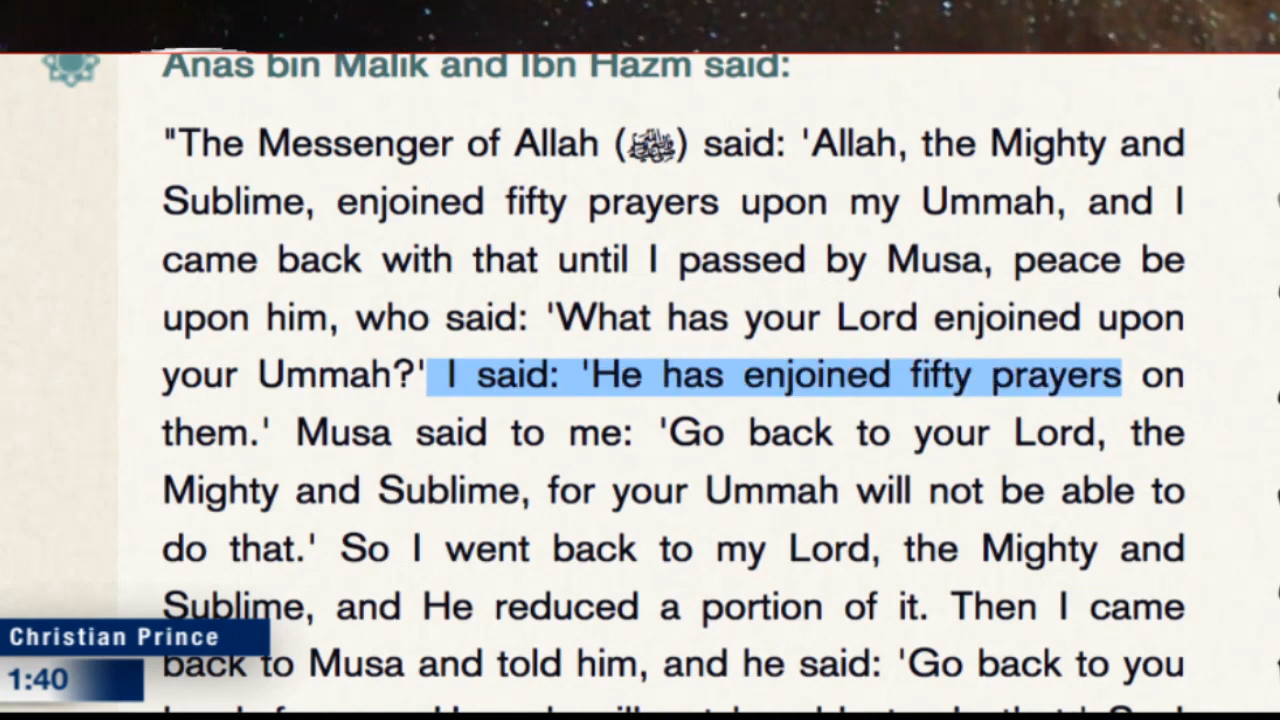 Anas bin Malik and Ibn Hazm said:
"The Messenger of Allah (ﷺ) said: 'Allah, the Mighty and
Sublime, enjoined fifty prayers upon my Ummah, and I
came back with that until I passed by Musa, peace be
upon him, who said: 'What has your Lord enjoined upon
your Ummah?' I said: 'He has enjoined fifty prayers on
them.' Musa said to me: 'Go back to your Lord, the
Mighty and Sublime, for your Ummah will not be able to
do that.' So I went back to my Lord, the Mighty and
Sublime, and He reduced a portion of it. Then I came
back to Musa and told him, and he said: 'Go back to you
Christian Prince
1:40